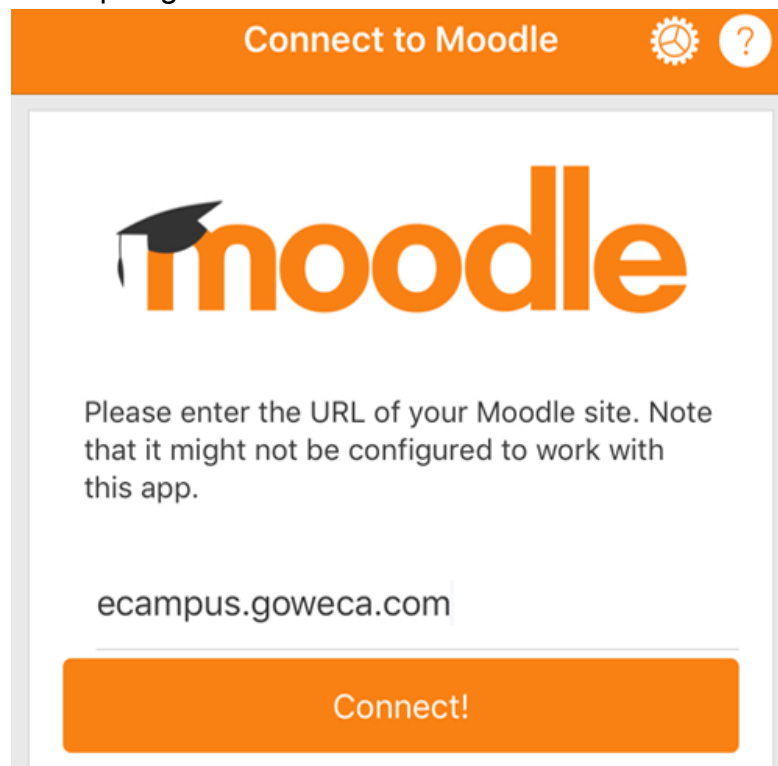 Connect to Moodle
?
moodle
Please enter the URL of your Moodle site. Note
that it might not be configured to work with
this app.
ecampus.goweca.com
Connect!